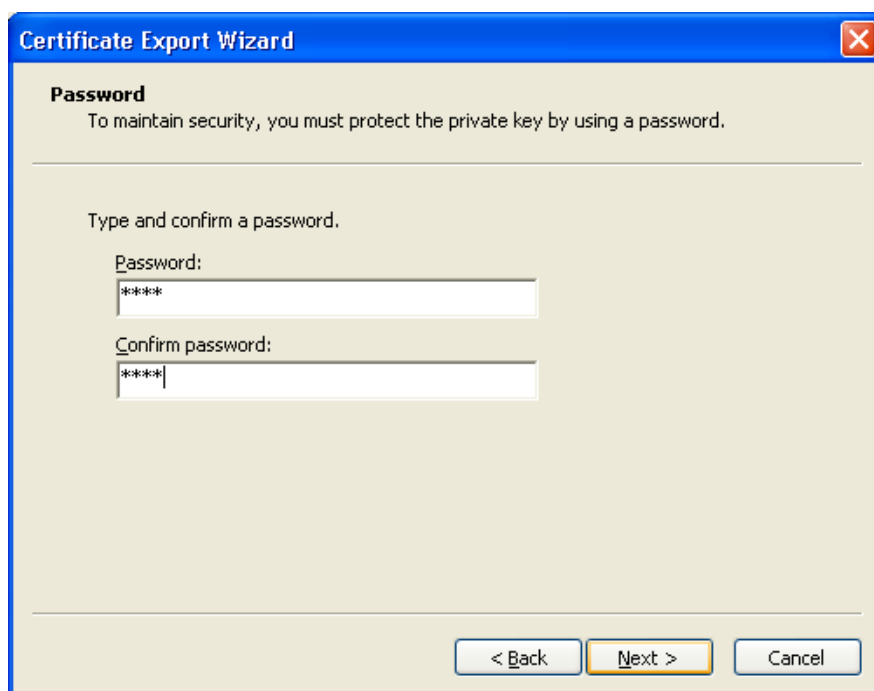 Certificate Export Wizard
Password
To maintain security, you must protect the private key by using a password.
Type and confirm a password.
Password:
****
Confirm password:
****
< Back Next > Cancel